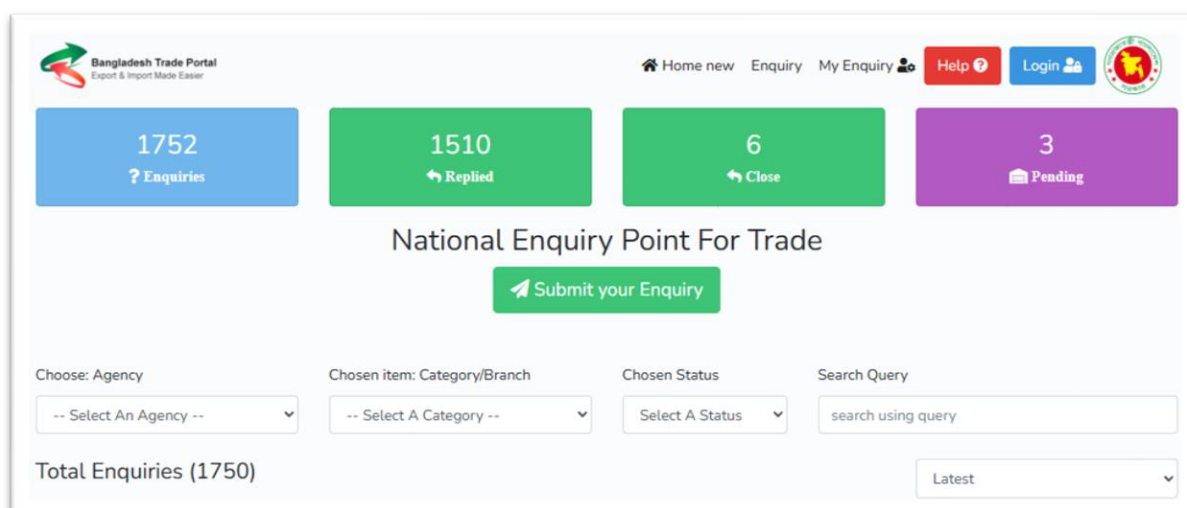 Bangladesh Trade Portal
Export & Import Made Easier
Home new Enquiry My Enquiry Help Login
1752
? Enquiries
1510
Replied
6
Close
3
Pending
National Enquiry Point For Trade
Submit your Enquiry
Choose: Agency
Chosen item: Category/Branch
Chosen Status
Search Query
-- Select An Agency --
-- Select A Category --
Select A Status
search using query
Total Enquiries (1750)
Latest